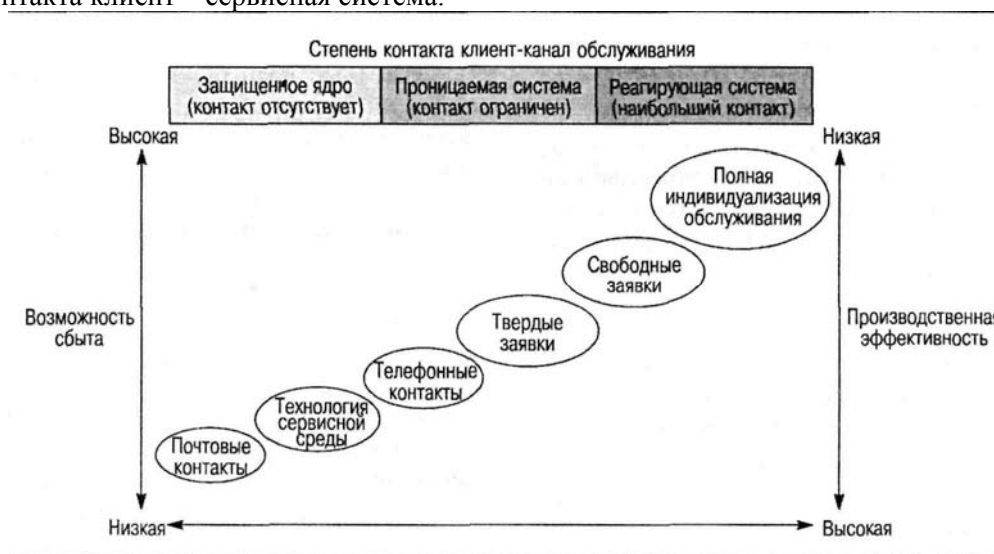 нтакта клиент – сервисная система.
Степень контакта клиент-канал обслуживания
Защищенное ядро
(контакт отсутствует)
Проницаемая система
(контакт ограничен)
Реагирующая система
(наибольший контакт)
Высокая
Низкая
Полная
индивидуализация
обслуживания
Свободные
заявки
Возможность
сбыта
Твердые
заявки
Производственная
эффективность
Телефонные
контакты
Технология
сервисной
среды
Почтовые
контакты
Низкая
Высокая